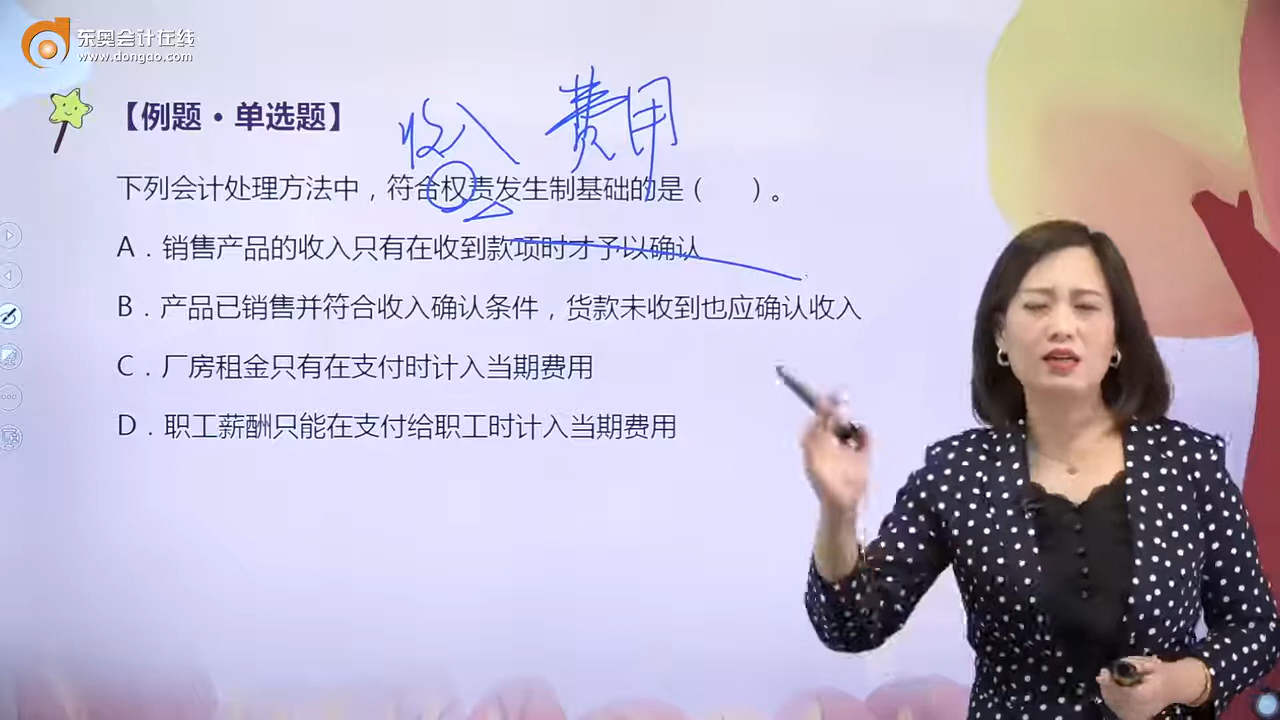 东奥会计在线
www.dongao.com
【例题·单选题】
收入 费用
下列会计处理方法中，符合权责发生制基础的是（ ）。
A．销售产品的收入只有在收到款项时才予以确认
B．产品已销售并符合收入确认条件，货款未收到也应确认收入
C．厂房租金只有在支付时计入当期费用
D．职工薪酬只能在支付给职工时计入当期费用